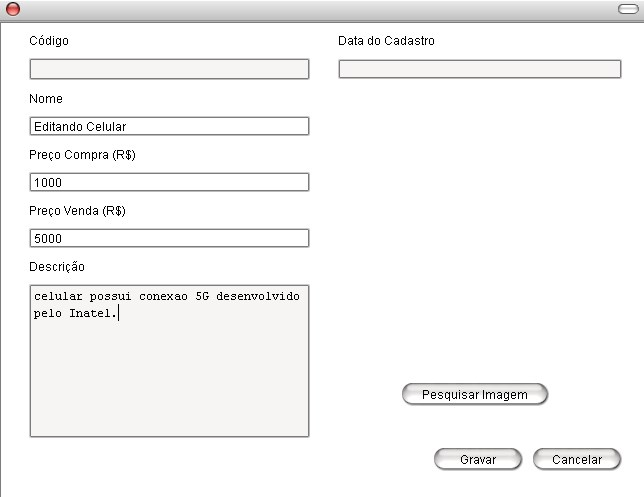 Código
Data do Cadastro
Nome
Editando Celular
Preço Compra (R$)
1000
Preço Venda (R$)
5000
Descrição
celular possui conexao 5G desenvolvido
pelo Inatel.
Pesquisar Imagem
Gravar
Cancelar